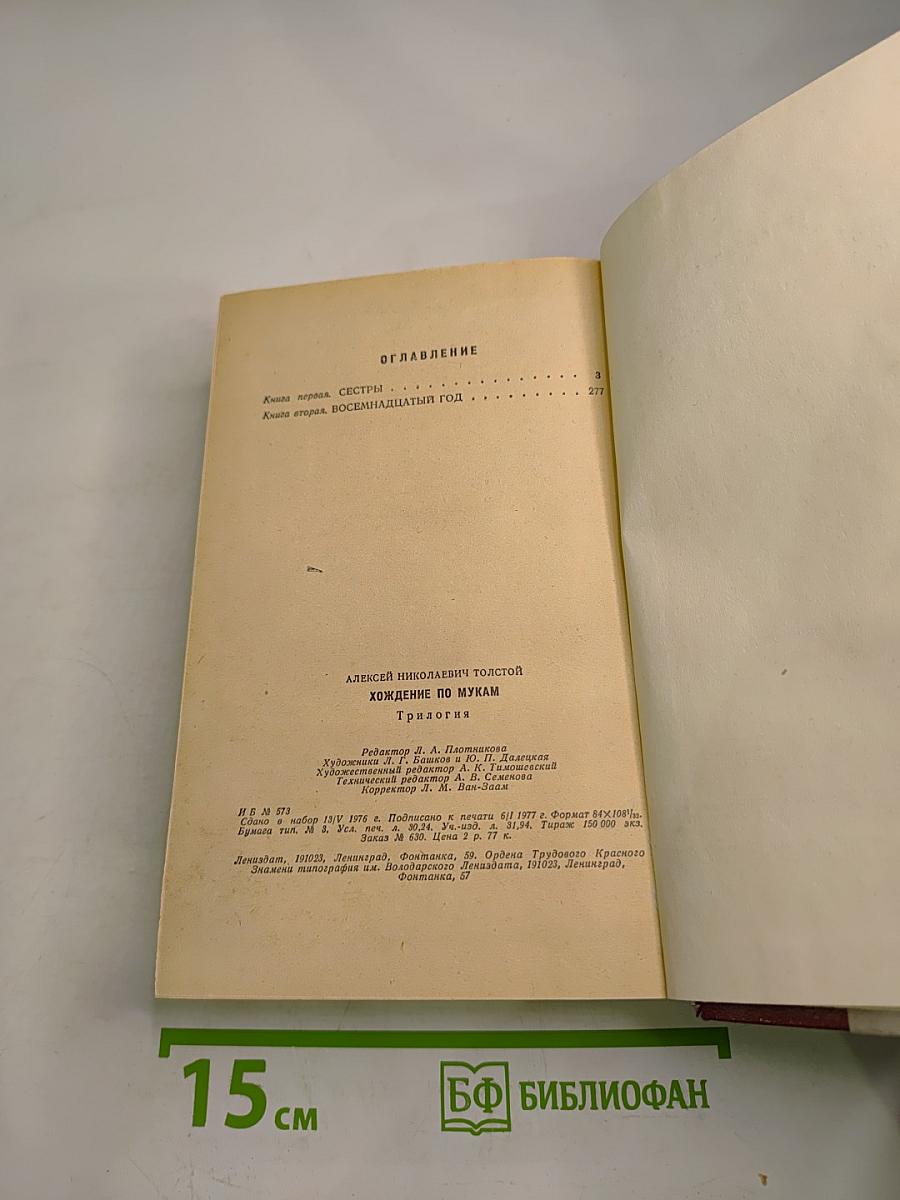 ОГЛАВЛЕНИЕ
Книга первая. СЕСТРЫ . . . . . . . . . . . . . . . 3
Книга вторая. ВОСЕМНАДЦАТЫЙ ГОД . . . . . . . . . 277
АЛЕКСЕЙ НИКОЛАЕВИЧ ТОЛСТОЙ
ХОЖДЕНИЕ ПО МУКАМ
Трилогия
Редактор Л. А. Плотникова
Художники Л. Г. Башков и Ю. П. Далецкая
Художественный редактор А. К. Тимошевский
Технический редактор А. В. Семенова
Корректор Л. М. Ван-Заам
И Б № 573
Сдано в набор 13/V 1976 г. Подписано к печати 6/I 1977 г. Формат 84×108¹/₃₂.
Бумага тип. № 3. Усл. печ. л. 30,24. Уч.-изд. л. 31,94. Тираж 150 000 экз.
Заказ № 630. Цена 2 р. 77 к.
Лениздат, 191023, Ленинград, Фонтанка, 59. Ордена Трудового Красного
Знамени типография им. Володарского Лениздата, 191023, Ленинград,
Фонтанка, 57
15 см
БФ БИБЛИОФАН